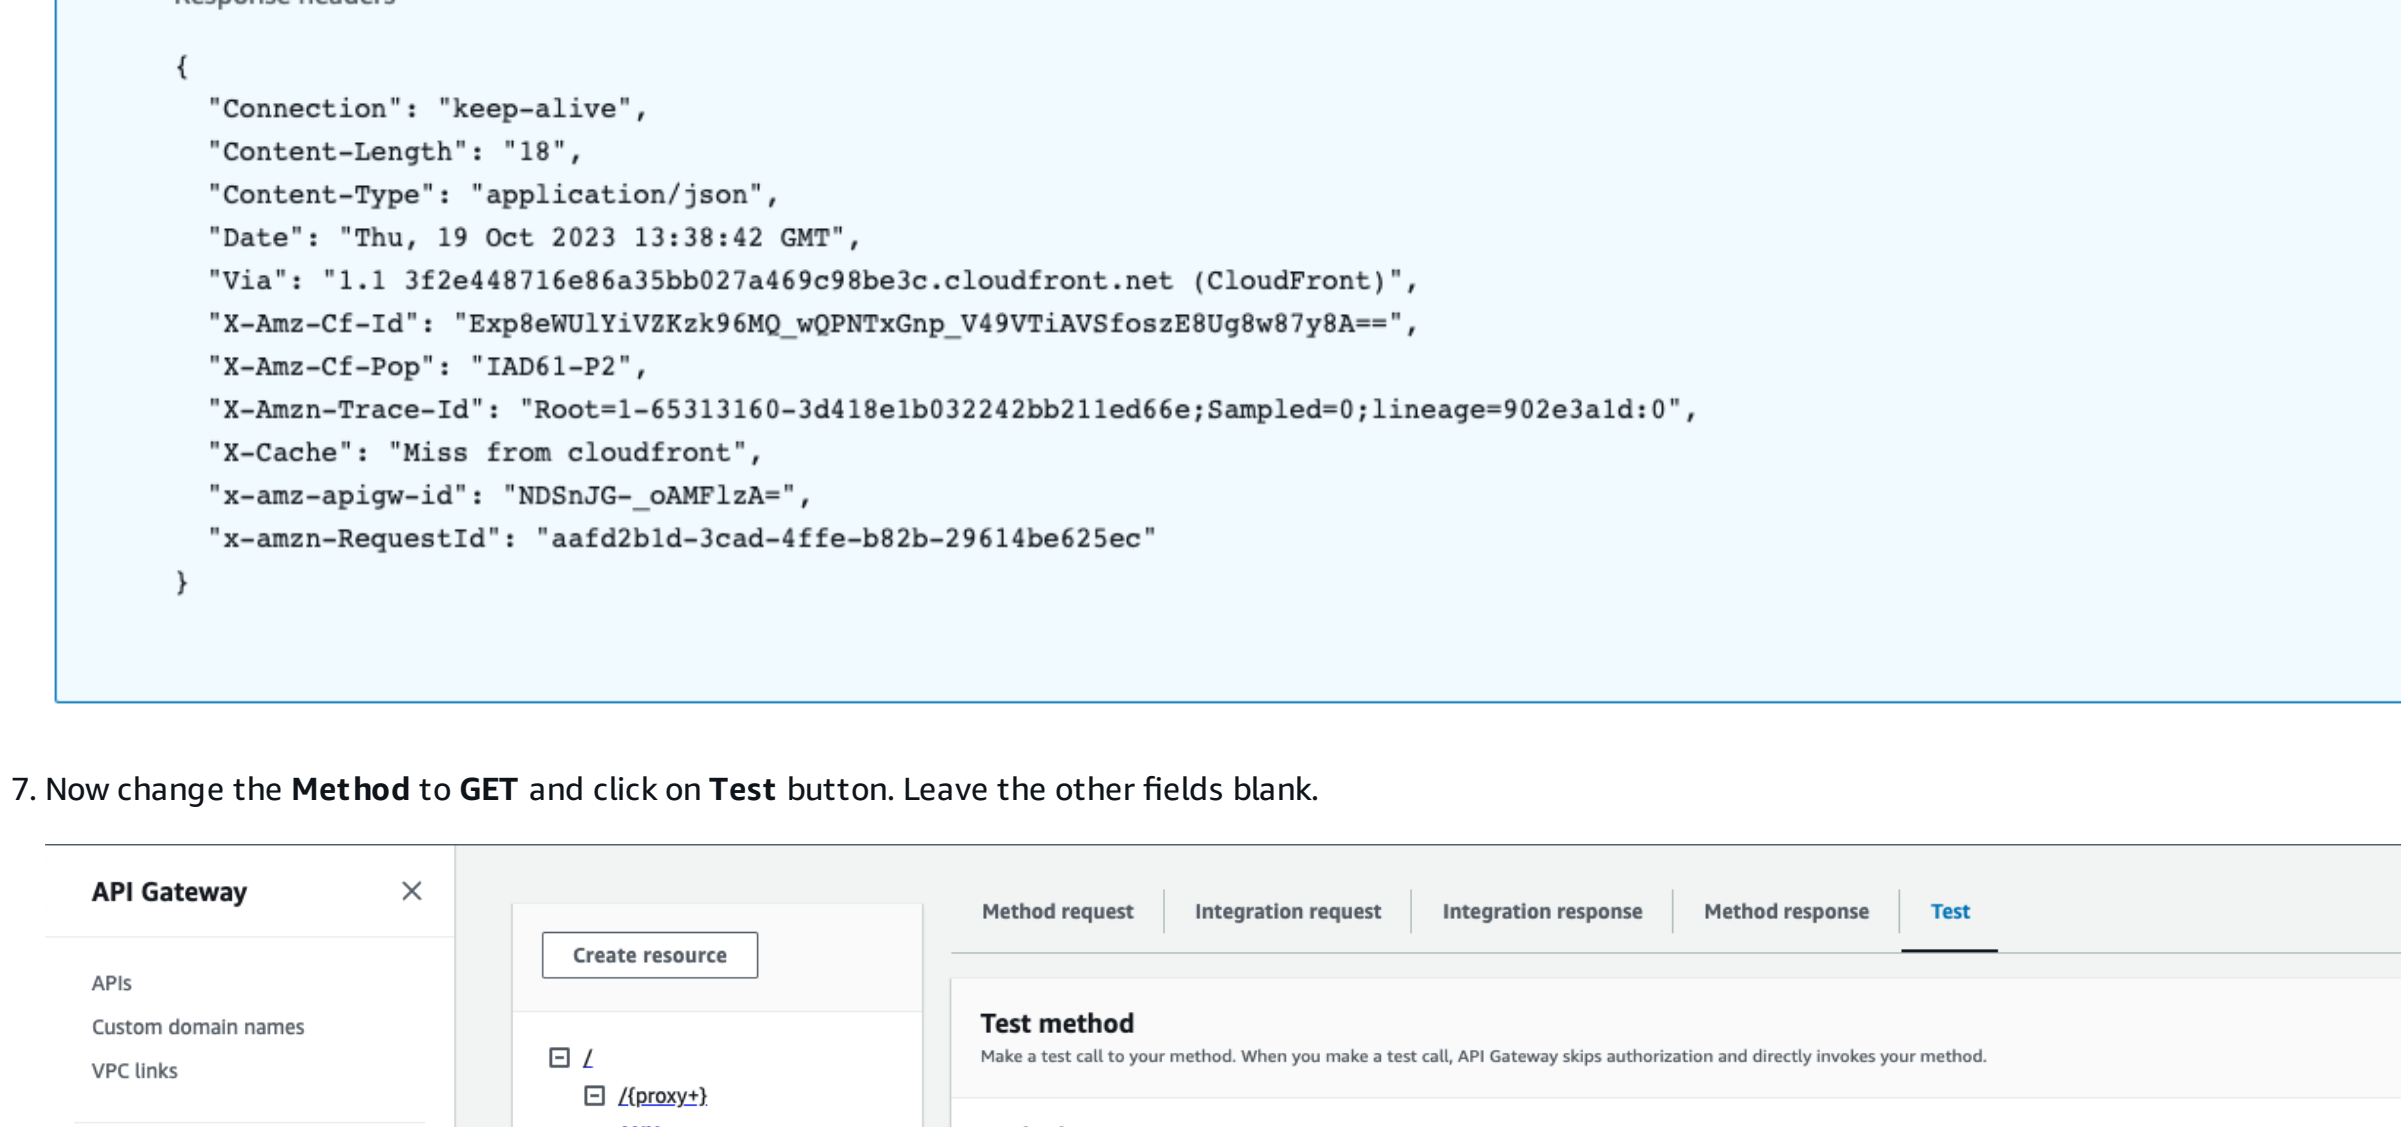 Response headers
{
"Connection": "keep-alive",
"Content-Length": "18",
"Content-Type": "application/json",
"Date": "Thu, 19 Oct 2023 13:38:42 GMT",
"Via": "1.1 3f2e448716e86a35bb027a469c98be3c.cloudfront.net (CloudFront)",
"X-Amz-Cf-Id": "Exp8eWUlYiVZKzk96MQ_wQPNTxGnp_V49VTiAVSfoszE8Ug8w87y8A==",
"X-Amz-Cf-Pop": "IAD61-P2",
"X-Amzn-Trace-Id": "Root=1-65313160-3d418e1b032242bb211ed66e;Sampled=0;lineage=902e3a1d:0",
"X-Cache": "Miss from cloudfront",
"x-amz-apigw-id": "NDSnJG-_oAMFlzA=",
"x-amzn-RequestId": "aafd2b1d-3cad-4ffe-b82b-29614be625ec"
}
7. Now change the Method to GET and click on Test button. Leave the other fields blank.
API Gateway
Method request Integration request Integration response Method response Test
Create resource
APIs
Custom domain names
VPC links
Test method
Make a test call to your method. When you make a test call, API Gateway skips authorization and directly invokes your method.
/
/{proxy+}